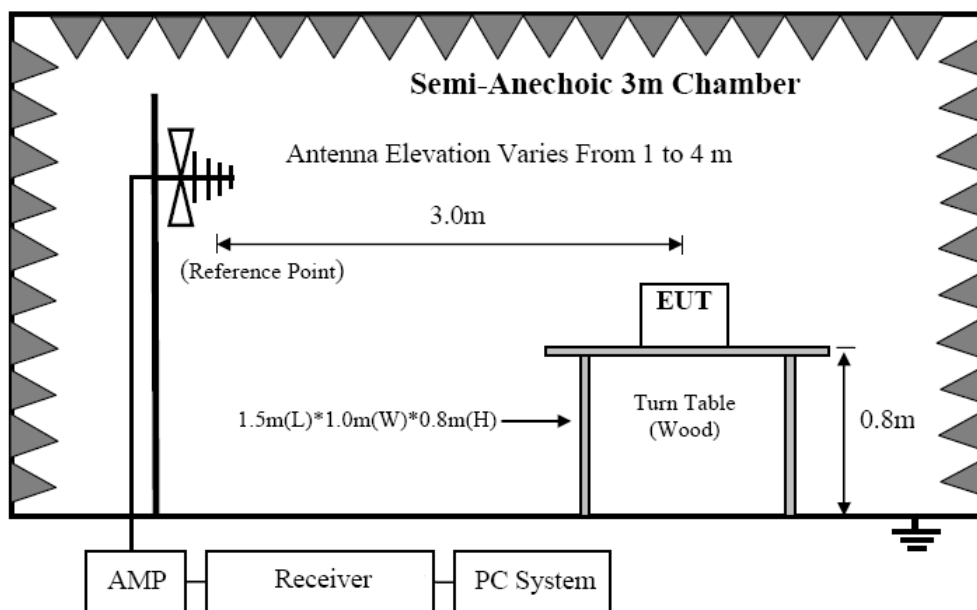 Semi-Anechoic 3m Chamber
Antenna Elevation Varies From 1 to 4 m
3.0m
(Reference Point)
EUT
1.5m(L)*1.0m(W)*0.8m(H)
Turn Table
(Wood)
0.8m
AMP
Receiver
PC System